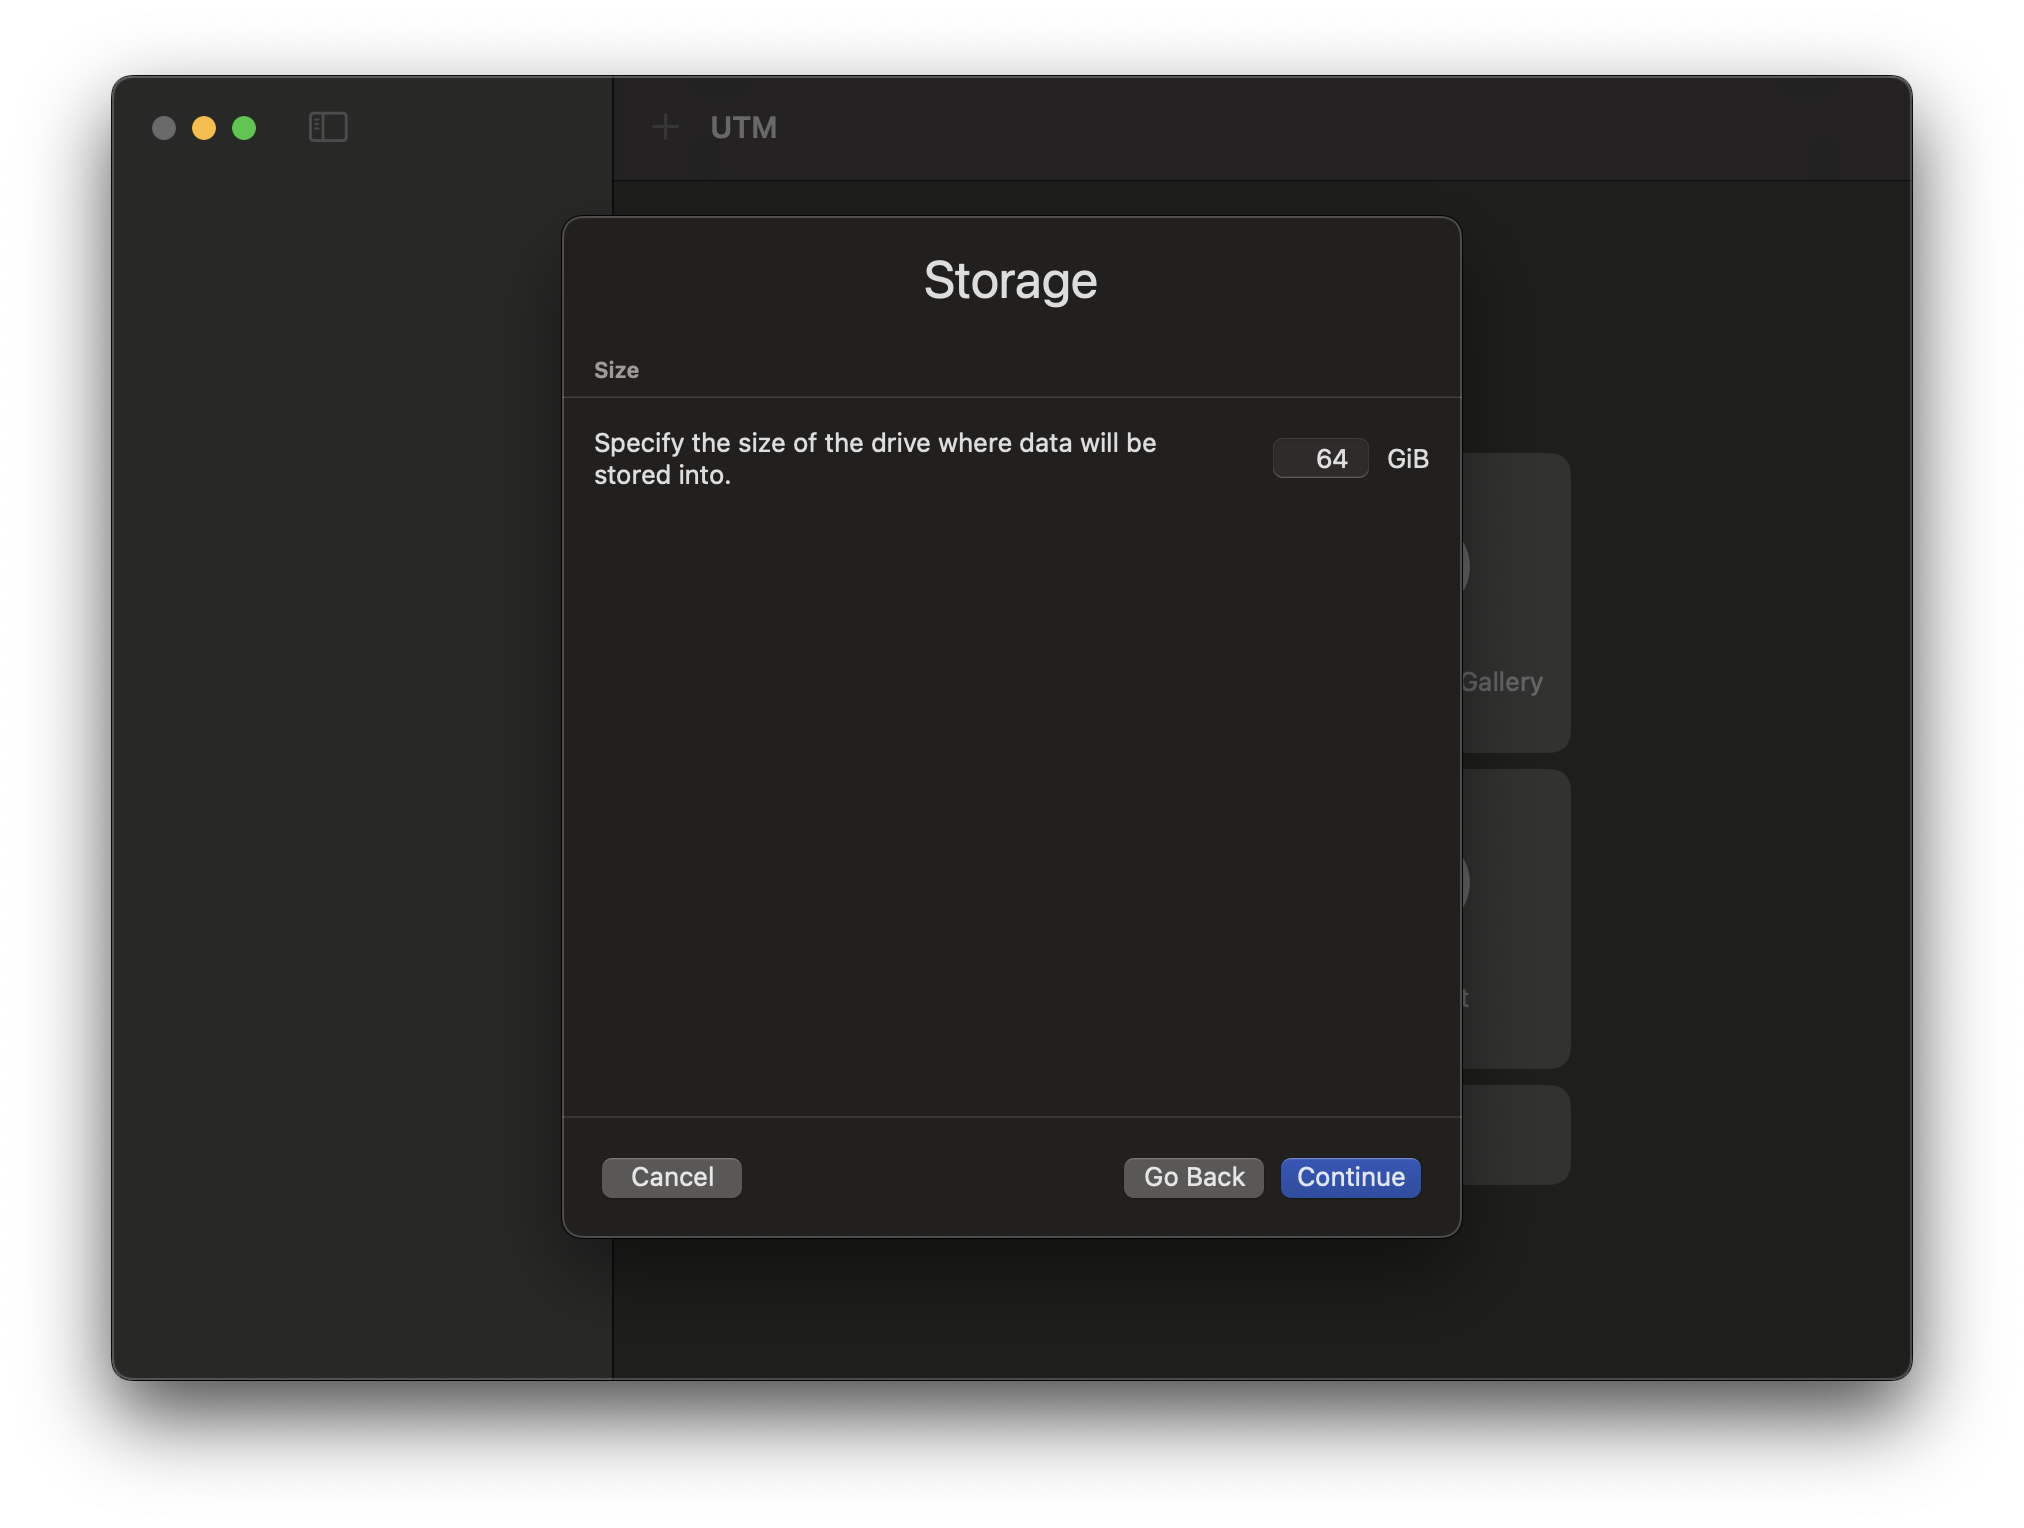 UTM
Storage
Size
Specify the size of the drive where data will be
stored into.
64 GiB
Gallery
t
Cancel
Go Back
Continue